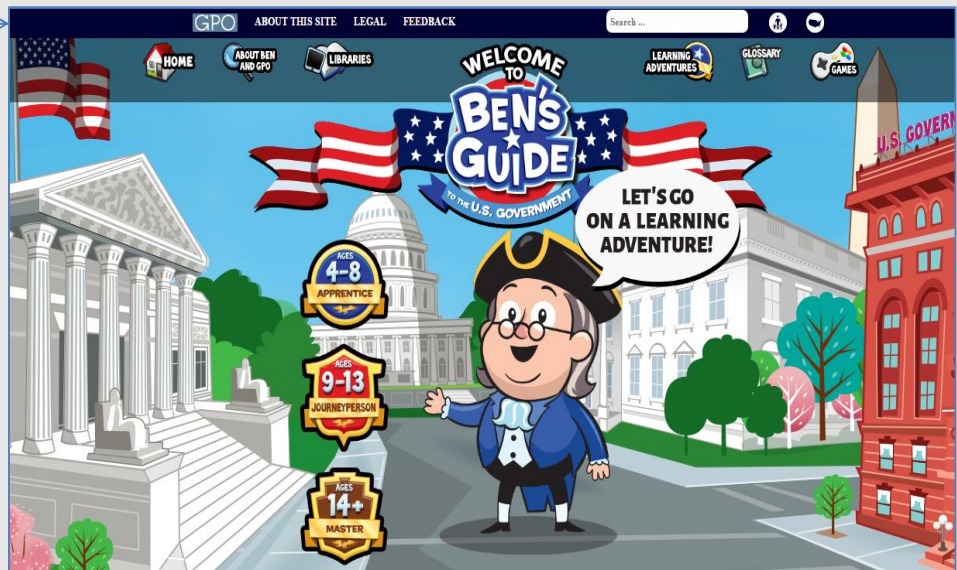 GPO ABOUT THIS SITE LEGAL FEEDBACK Search ...
HOME
ABOUT BEN
AND GPO
LIBRARIES
WELCOME
TO
BEN'S
GUIDE
TO THE U.S. GOVERNMENT
LEARNING
ADVENTURES
GLOSSARY
GAMES
U.S. GOVERN
LET'S GO
ON A LEARNING
ADVENTURE!
AGES
4-8
APPRENTICE
AGES
9-13
JOURNEYPERSON
AGES
14+
MASTER